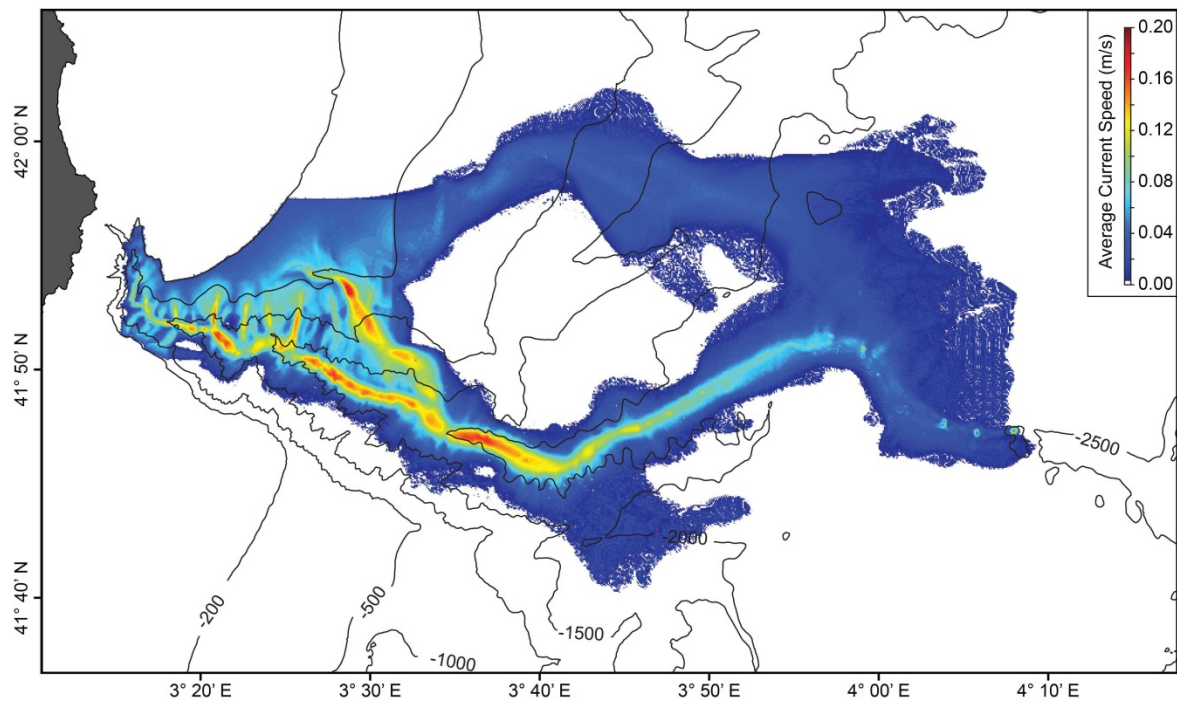 0.20
0.16
0.12
0.08
0.04
0.00
Average Current Speed (m/s)
42° 00' N
41° 50' N
41° 40' N
-2500
-2000
-200
-500
-1500
-1000
3° 20' E
3° 30' E
3° 40' E
3° 50' E
4° 00' E
4° 10' E